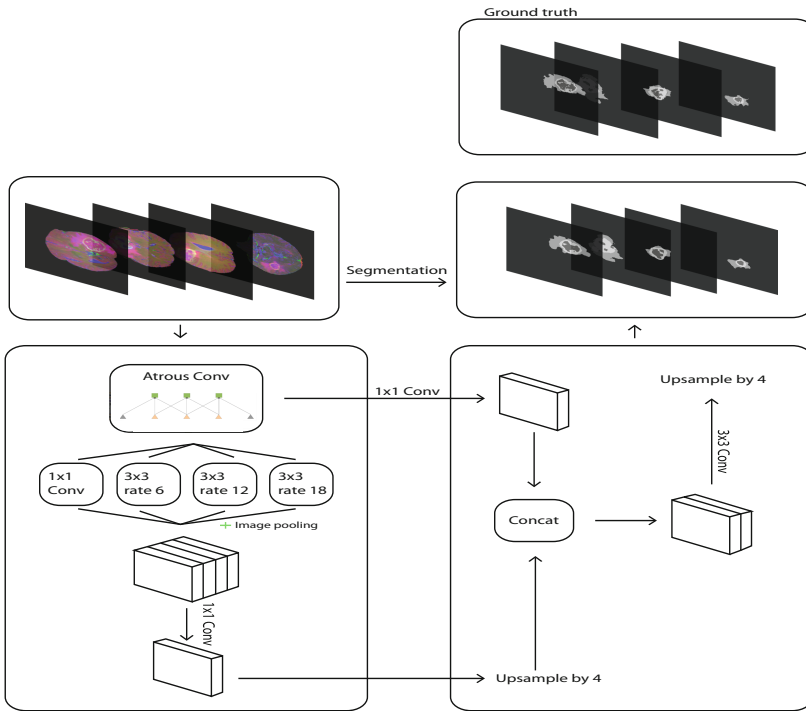 Ground truth
Segmentation
Atrous Conv
1x1 Conv
Upsample by 4
3x3 Conv
1x1
Conv
3x3
rate 6
3x3
rate 12
3x3
rate 18
+ Image pooling
Concat
1x1 Conv
Upsample by 4